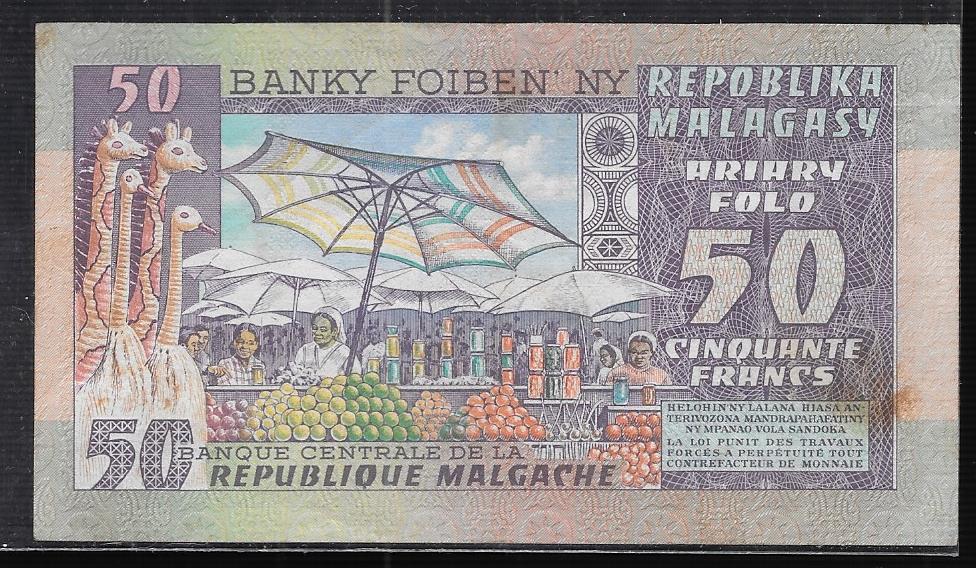 50
BANKY FOIBEN' NY
REPOBLIKA
MALAGASY
ARIARY
FOLO
50
CINQUANTE
FRANCS
HELOHIN'NY LALANA HIASA AN-
TERIVOZONA MANDRAPAHAFATINY
NY MPANAO VOLA SANDOKA
LA LOI PUNIT DES TRAVAUX
FORCÉS A PERPÉTUITÉ TOUT
CONTREFACTEUR DE MONNAIE
50
BANQUE CENTRALE DE LA
REPUBLIQUE MALGACHE